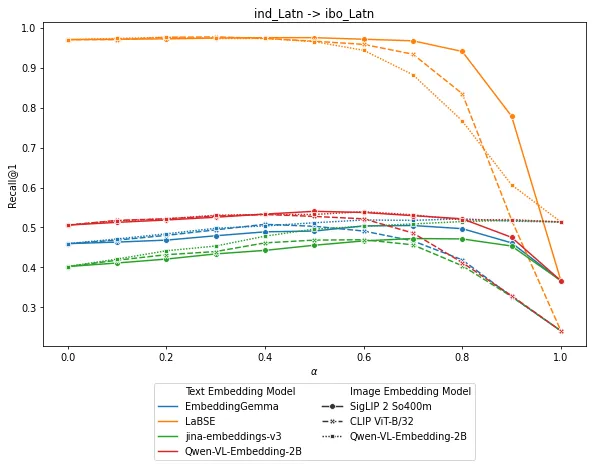 ind_Latn -> ibo_Latn
1.0
0.9
0.8
0.7
0.6
0.5
0.4
0.3
Recall@1
0.0 0.2 0.4 0.6 0.8 1.0
α
Text Embedding Model Image Embedding Model
EmbeddingGemma SigLIP 2 So400m
LaBSE CLIP ViT-B/32
jina-embeddings-v3 Qwen-VL-Embedding-2B
Qwen-VL-Embedding-2B